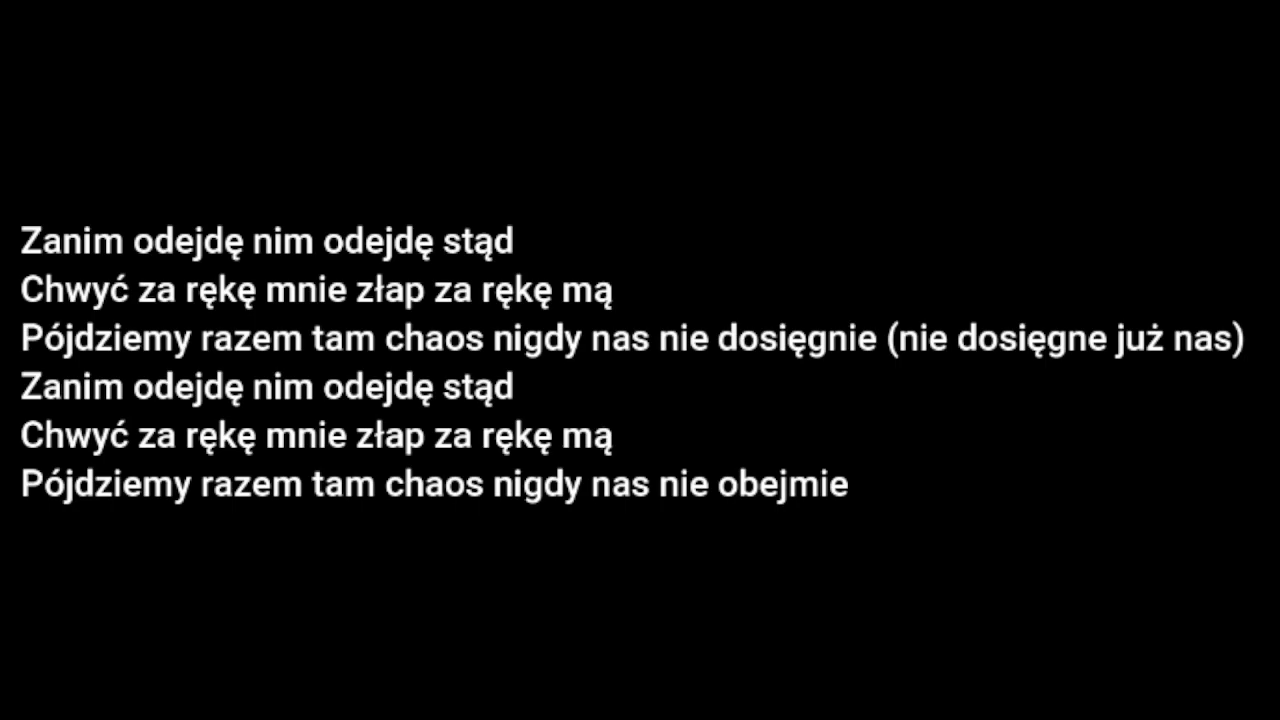 Zanim odejdę nim odejdę stąd
Chwyć za rękę mnie złap za rękę mą
Pójdziemy razem tam chaos nigdy nas nie dosięgnie (nie dosięgne już nas)
Zanim odejdę nim odejdę stąd
Chwyć za rękę mnie złap za rękę mą
Pójdziemy razem tam chaos nigdy nas nie obejmie